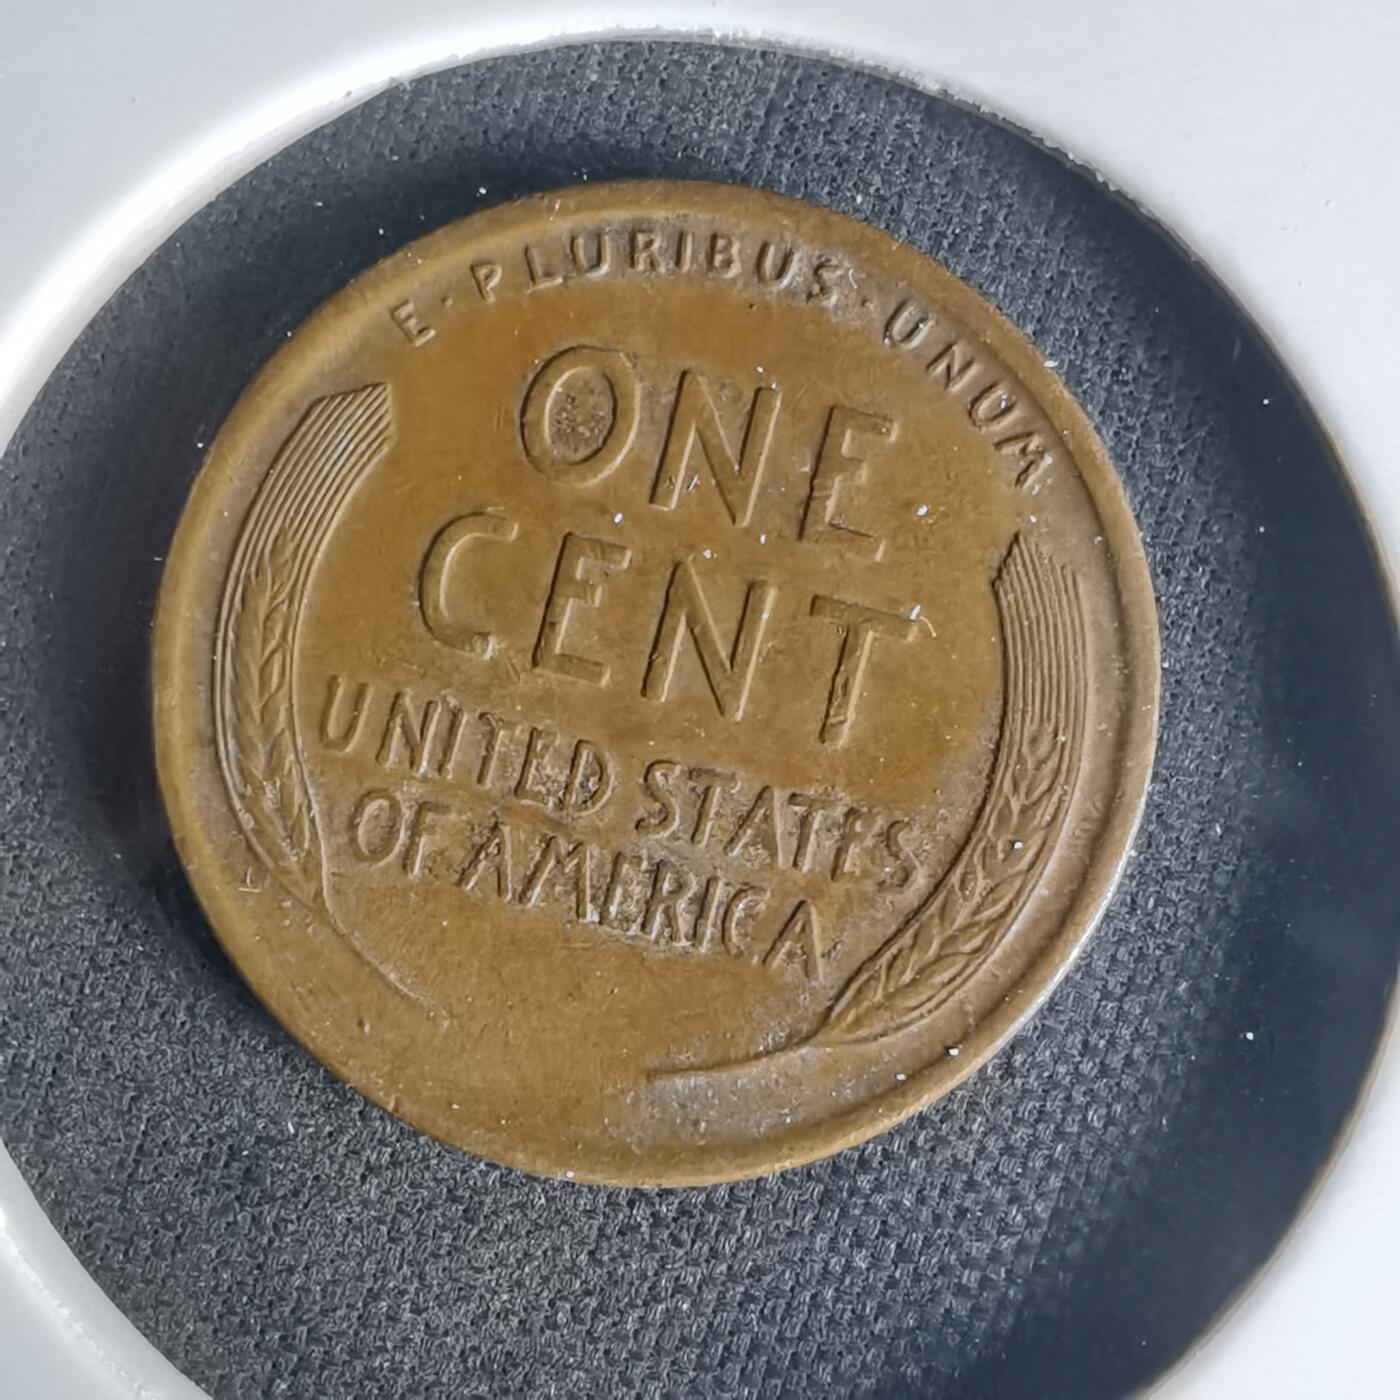 E·PLURIBUS·UNUM
ONE
CENT
UNITED STATES
OF AMERICA